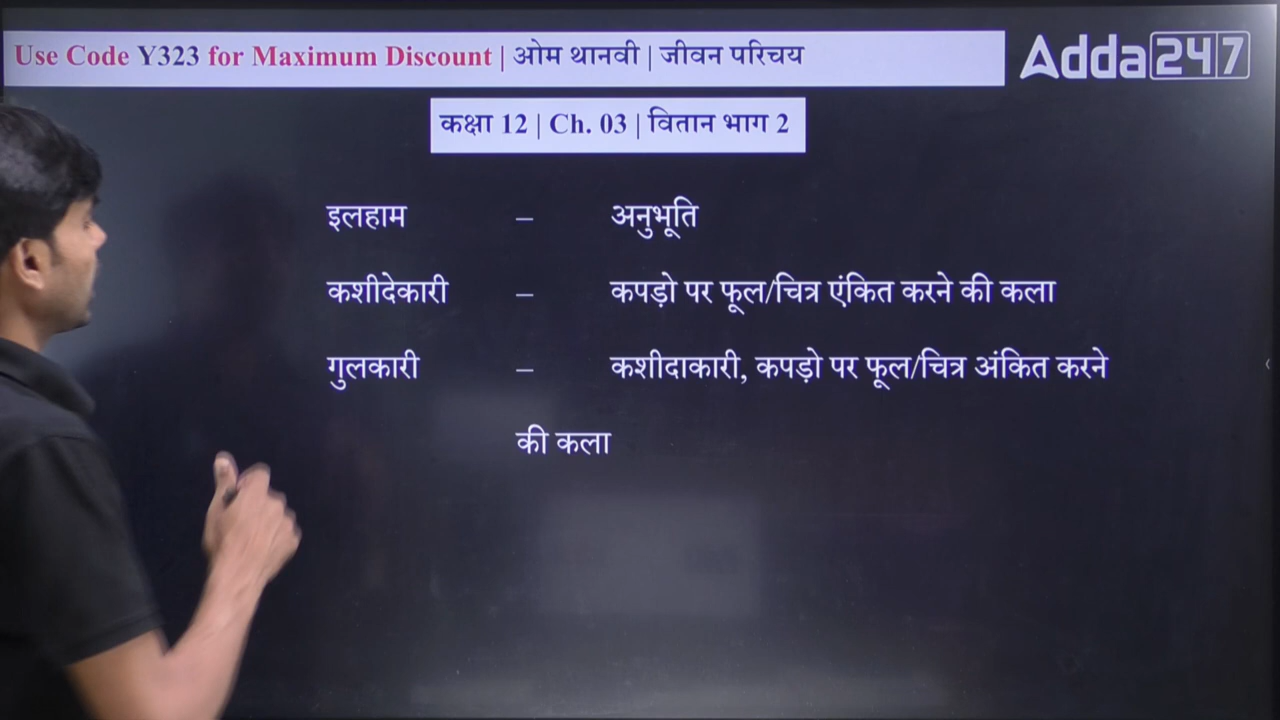 Use Code Y323 for Maximum Discount | ओम थानवी | जीवन परिचय
Adda247
कक्षा 12 | Ch. 03 | वितान भाग 2
इलहाम – अनुभूति
कशीदेकारी – कपड़ो पर फूल/चित्र एंकित करने की कला
गुलकारी – कशीदाकारी, कपड़ो पर फूल/चित्र अंकित करने
की कला